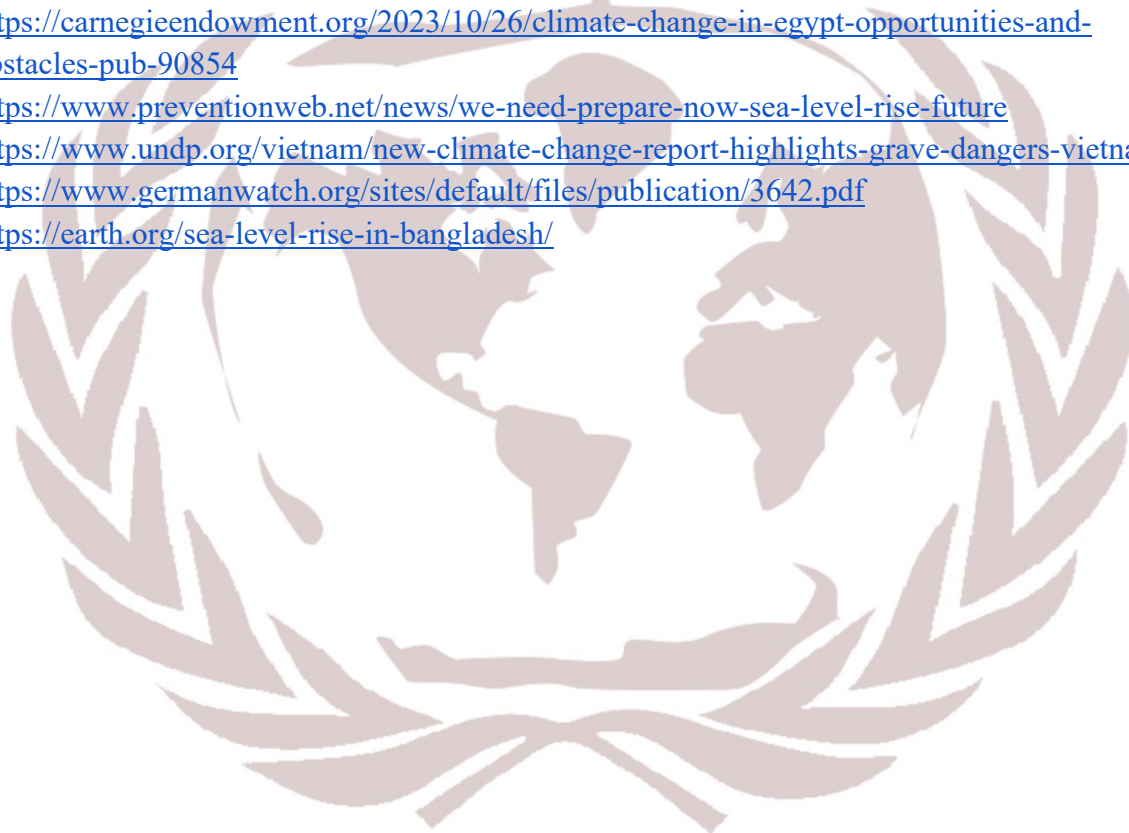 tps://carnegieendowment.org/2023/10/26/climate-change-in-egypt-opportunities-and-
stacles-pub-90854
tps://www.preventionweb.net/news/we-need-prepare-now-sea-level-rise-future
tps://www.undp.org/vietnam/new-climate-change-report-highlights-grave-dangers-vietna
tps://www.germanwatch.org/sites/default/files/publication/3642.pdf
tps://earth.org/sea-level-rise-in-bangladesh/